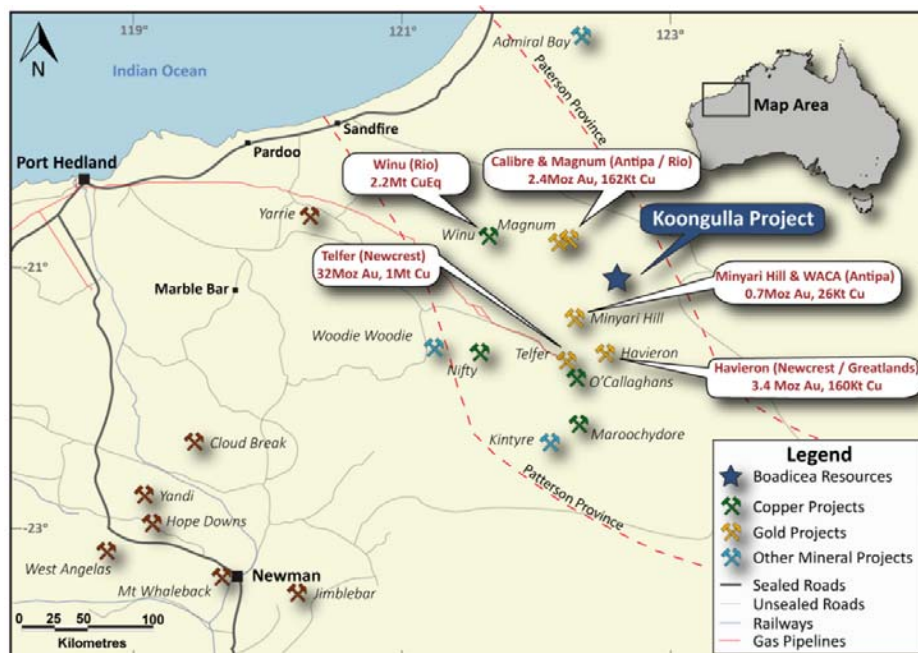 119°
121°
123°
N
Indian Ocean
Admiral Bay
Paterson Province
Map Area
Sandfire
Pardoo
Port Hedland
Winu (Rio)
2.2Mt CuEq
Calibre & Magnum (Antipa / Rio)
2.4Moz Au, 162Kt Cu
Yarrie
Winu
Magnum
Koongulla Project
-21°
Telfer (Newcrest)
32Moz Au, 1Mt Cu
Minyari Hill & WACA (Antipa)
0.7Moz Au, 26Kt Cu
Marble Bar
Minyari Hill
Woodie Woodie
Nifty
Telfer
Havieron
O'Callaghans
Havieron (Newcrest / Greatlands)
3.4 Moz Au, 160Kt Cu
Cloud Break
Kintyre
Maroochydore
Yandi
Hope Downs
Patterson Province
-23°
West Angelas
Mt Whaleback
Newman
Jimblebar
0 25 50 100
Kilometres
Legend
Boadicea Resources
Copper Projects
Gold Projects
Other Mineral Projects
Sealed Roads
Unsealed Roads
Railways
Gas Pipelines